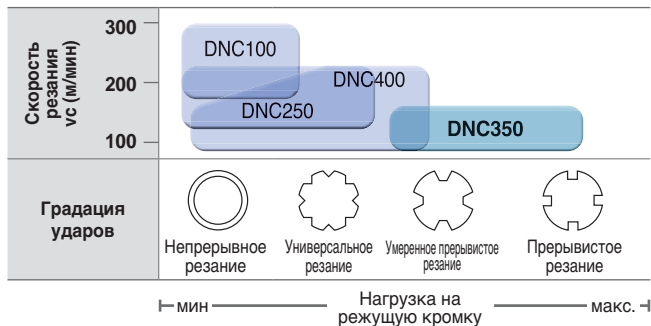 Скорость
резания
vc (м/мин)
300
200
100
DNC100
DNC400
DNC250
DNC350
Градация
ударов
Непрерывное
резание
Универсальное
резание
Умеренное прерывистое
резание
Прерывистое
резание
мин
Нагрузка на
режущую кромку
макс.